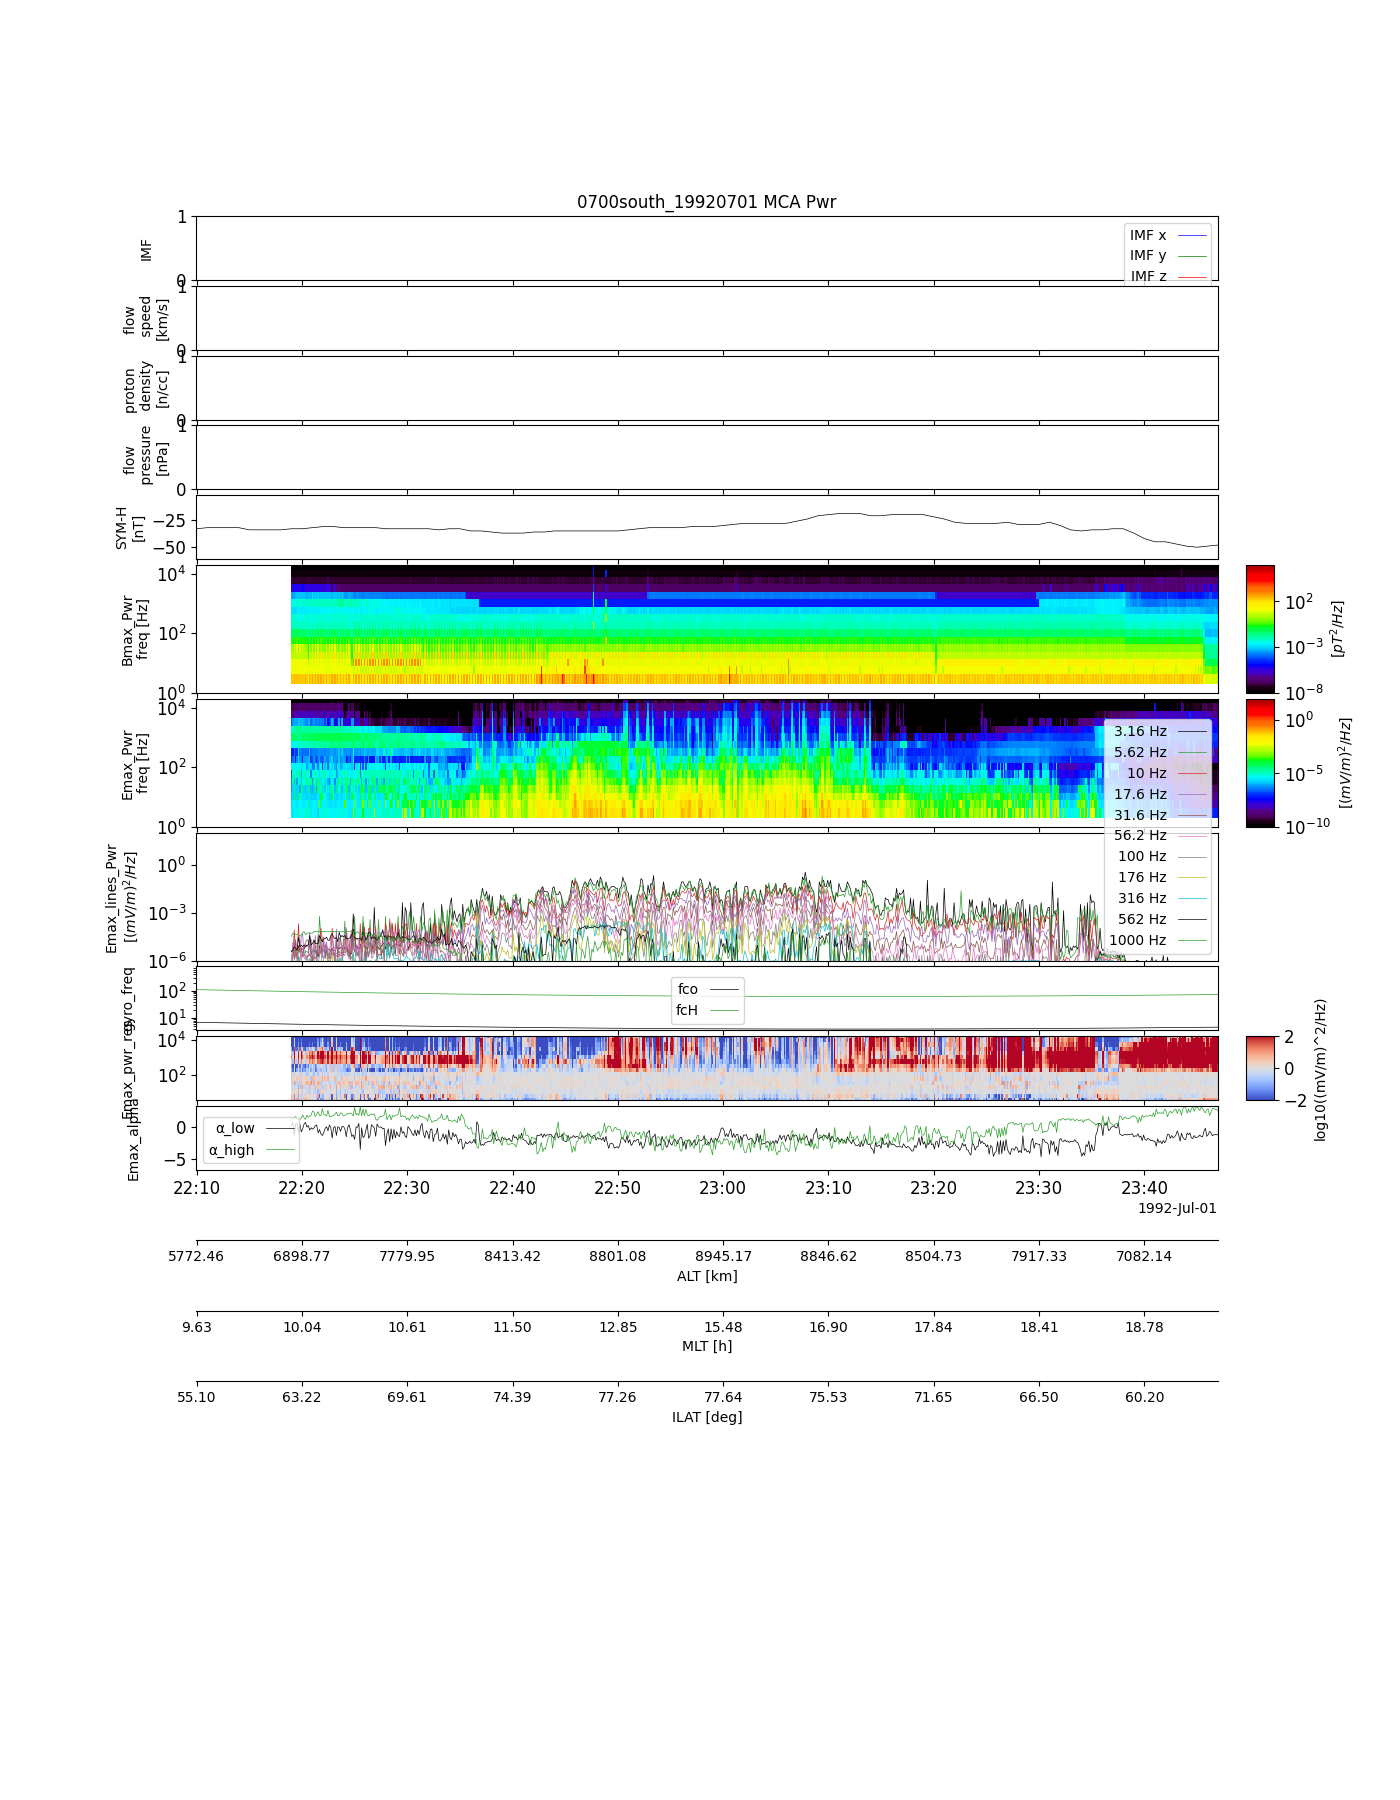 0700south_19920701 MCA Pwr
1
0
IMF
IMF x
IMF y
IMF z
1
0
flow
speed
[km/s]
1
0
proton
density
[n/cc]
1
0
flow
pressure
[nPa]
−25
−50
SYM-H
[nT]
10^4
10^2
10^0
Bmax_Pwr
freq [Hz]
10^2
10^−3
10^−8
[pT^2/Hz]
10^4
10^2
10^0
Emax_Pwr
freq [Hz]
10^0
10^−5
10^−10
[(mV/m)^2/Hz]
3.16 Hz
5.62 Hz
10 Hz
17.6 Hz
31.6 Hz
56.2 Hz
100 Hz
176 Hz
316 Hz
562 Hz
1000 Hz
10^0
10^−3
10^−6
Emax_lines_Pwr
[(mV/m)^2/Hz]
10^2
10^1
gyro_freq
fco
fcH
10^4
10^2
Emax_pwr_reg
2
0
−2
log10((mV/m)^2/Hz)
0
−5
Emax_alpha
α_low
α_high
22:10 22:20 22:30 22:40 22:50 23:00 23:10 23:20 23:30 23:40
1992-Jul-01
5772.46 6898.77 7779.95 8413.42 8801.08 8945.17 8846.62 8504.73 7917.33 7082.14
ALT [km]
9.63 10.04 10.61 11.50 12.85 15.48 16.90 17.84 18.41 18.78
MLT [h]
55.10 63.22 69.61 74.39 77.26 77.64 75.53 71.65 66.50 60.20
ILAT [deg]